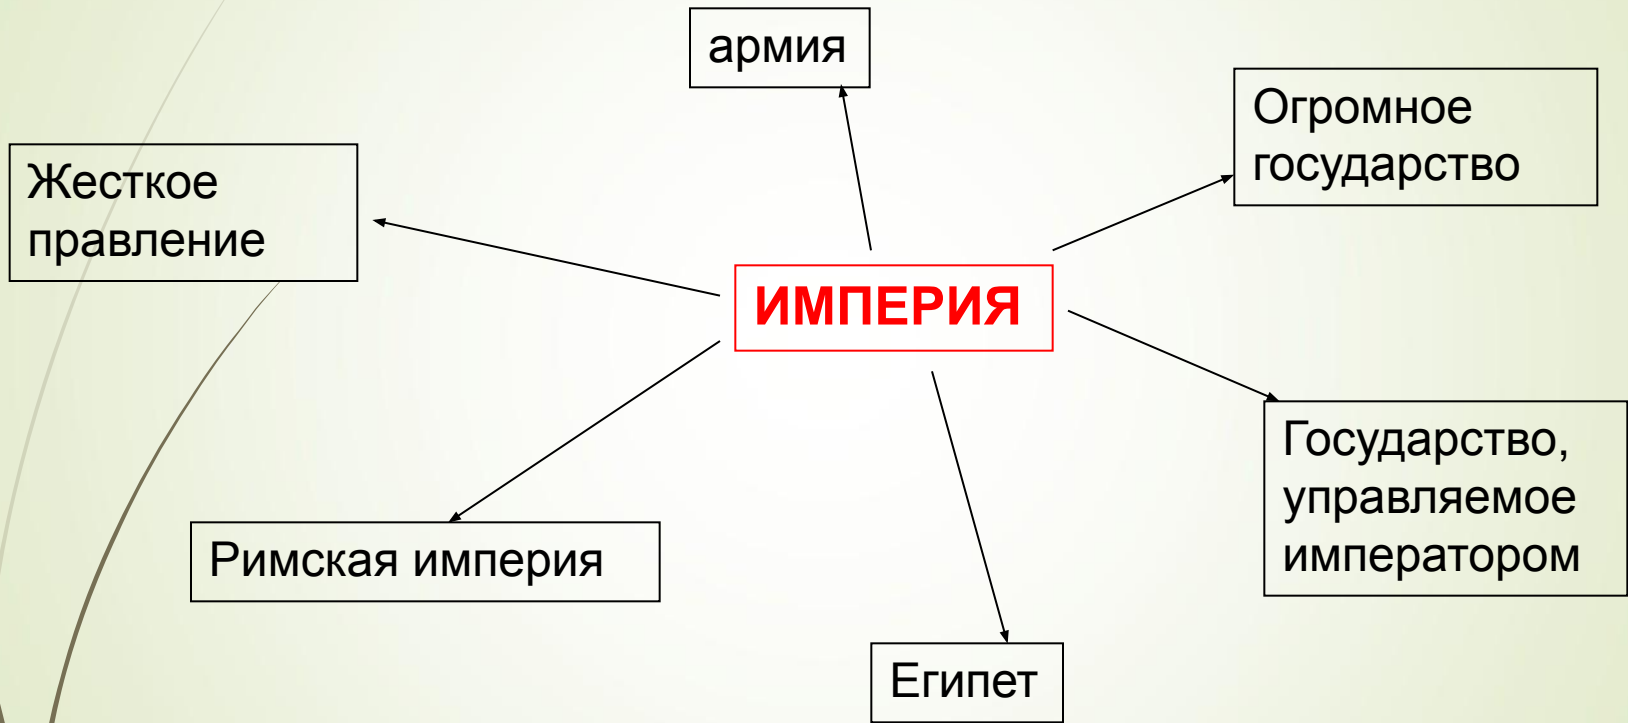 армия
Огромное
государство
Жесткое
правление
ИМПЕРИЯ
Государство,
управляемое
императором
Римская империя
Египет